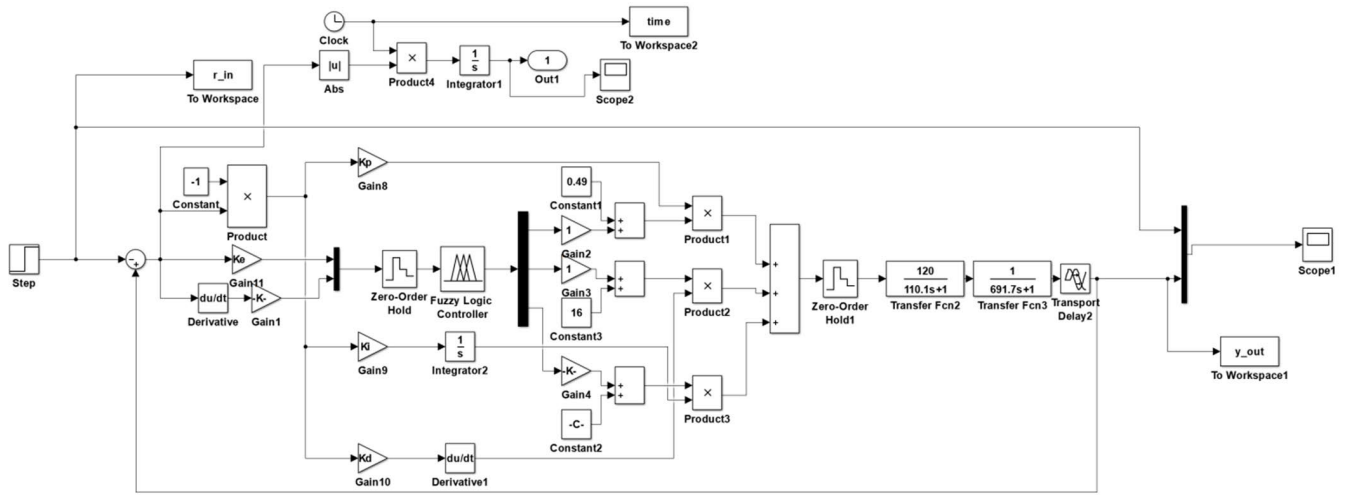 Clock
time
To Workspace2
r_in
To Workspace
|u|
Abs
×
Product4
1
s
Integrator1
1
Out1
Scope2
Step
-1
Constant
×
Product
Kp
Gain8
0.49
Constant1
+
+
×
Product1
1
Gain2
−
+
Ke
Gain11
du/dt
Derivative
-K-
Gain1
Zero-Order
Hold
Fuzzy Logic
Controller
1
Gain3
16
Constant3
+
+
×
Product2
+
+
+
Zero-Order
Hold1
120
110.1s+1
Transfer Fcn2
1
691.7s+1
Transfer Fcn3
Transport
Delay2
Scope1
Ki
Gain9
1
s
Integrator2
-K-
Gain4
+
+
×
Product3
-C-
Constant2
y_out
To Workspace1
Kd
Gain10
du/dt
Derivative1